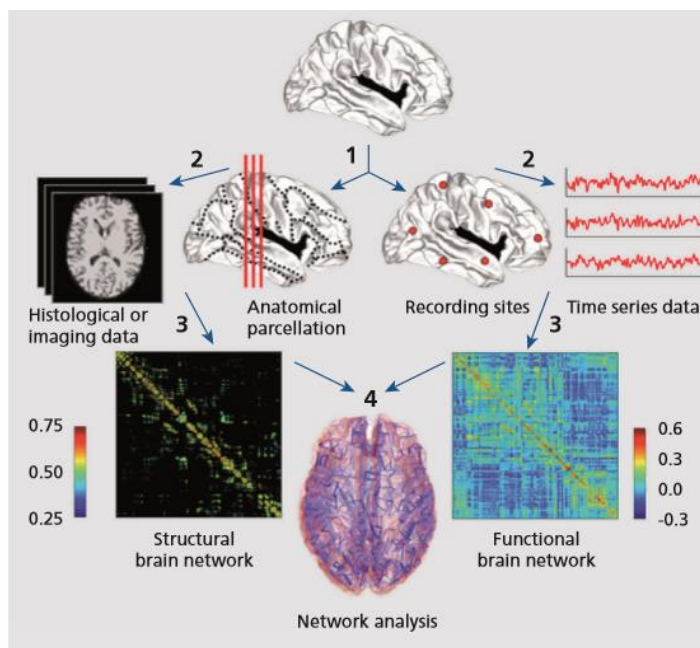 1
2
2
Histological or
imaging data
Anatomical
parcellation
Recording sites
Time series data
3
3
4
0.75
0.50
0.25
0.6
0.3
0.0
-0.3
Structural
brain network
Functional
brain network
Network analysis